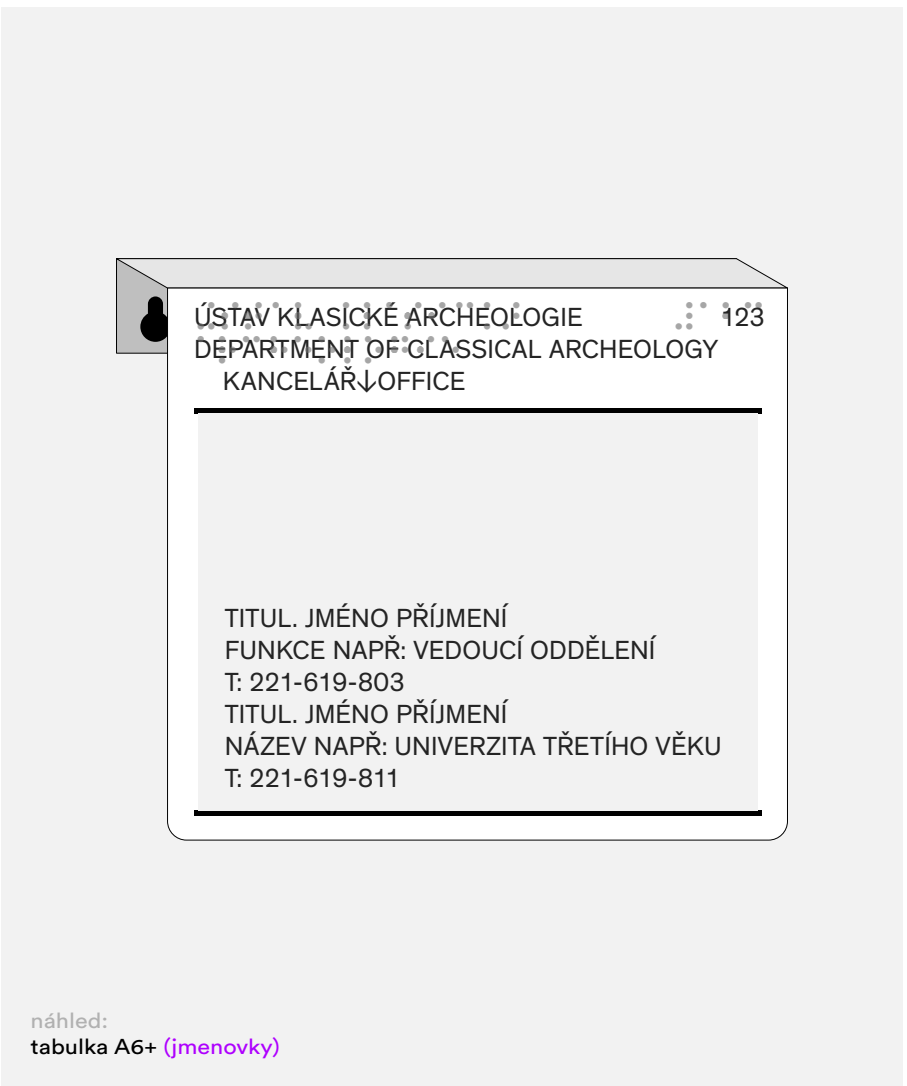 ÚSTAV KLASICKÉ ARCHEOLOGIE 123
DEPARTMENT OF CLASSICAL ARCHEOLOGY
KANCELÁŘ↓OFFICE
TITUL. JMÉNO PŘÍJMENÍ
FUNKCE NAPŘ: VEDOUCÍ ODDĚLENÍ
T: 221-619-803
TITUL. JMÉNO PŘÍJMENÍ
NÁZEV NAPŘ: UNIVERZITA TŘETÍHO VĚKU
T: 221-619-811
náhled:
tabulka A6+ (jmenovky)